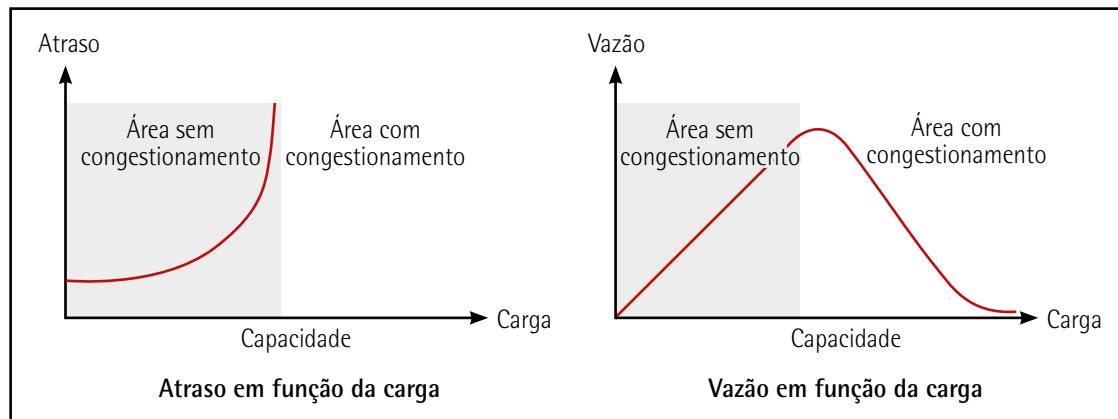 Atraso
Área sem
congestionamento
Área com
congestionamento
Carga
Capacidade
Atraso em função da carga
Vazão
Área sem
congestionamento
Área com
congestionamento
Carga
Capacidade
Vazão em função da carga